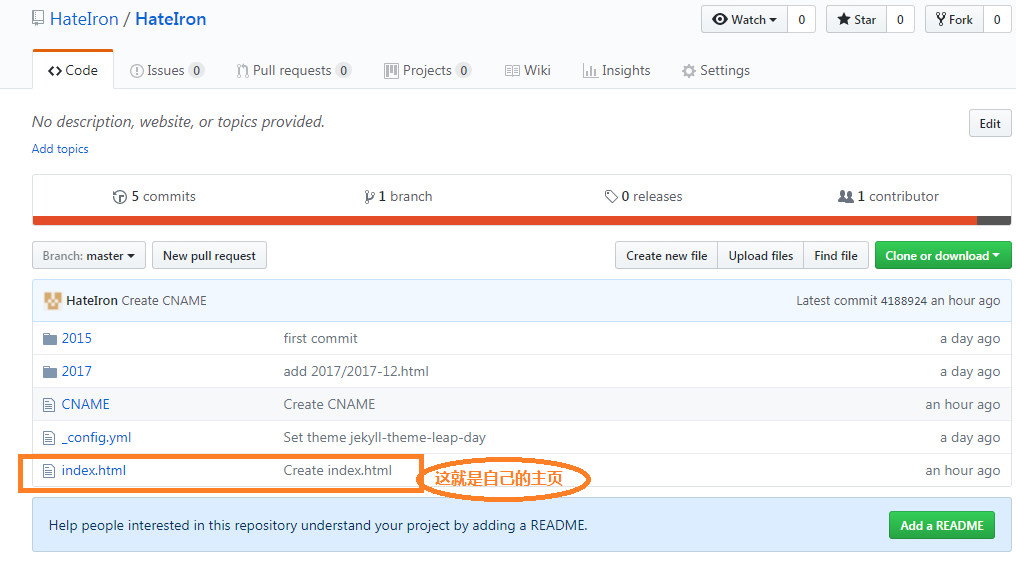 HateIron / HateIron
Watch 0 Star 0 Fork 0
Code Issues 0 Pull requests 0 Projects 0 Wiki Insights Settings
No description, website, or topics provided.
Edit
Add topics
5 commits 1 branch 0 releases 1 contributor
Branch: master New pull request Create new file Upload files Find file Clone or download
HateIron Create CNAME Latest commit 4188924 an hour ago
2015 first commit a day ago
2017 add 2017/2017-12.html a day ago
CNAME Create CNAME an hour ago
_config.yml Set theme jekyll-theme-leap-day a day ago
index.html Create index.html 这就是自己的主页 an hour ago
Help people interested in this repository understand your project by adding a README. Add a README